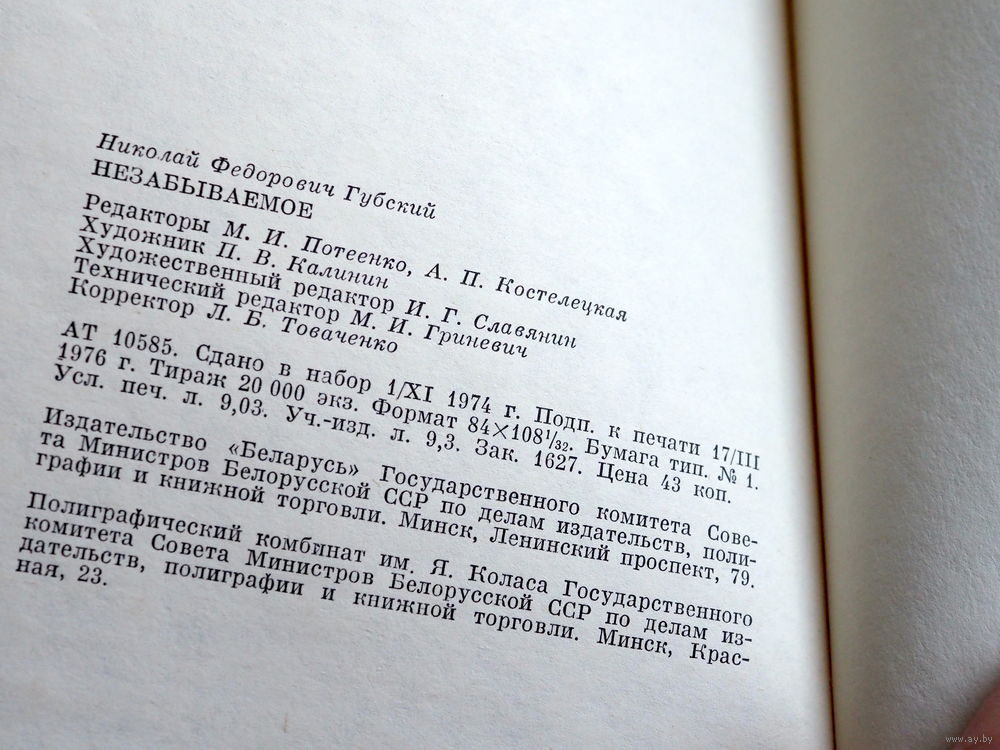 Николай Федорович Губский
НЕЗАБЫВАЕМОЕ
Редакторы М. И. Потеенко, А. П. Костелецкая
Художник П. В. Калинин
Художественный редактор И. Г. Славянин
Технический редактор М. И. Гриневич
Корректор Л. Б. Товаченко
АТ 10585. Сдано в набор 1/XI 1974 г. Подп. к печати 17/III
1976 г. Тираж 20 000 экз. Формат 84×108¹/₃₂. Бумага тип. № 1.
Усл. печ. л. 9,03. Уч.-изд. л. 9,3. Зак. 1627. Цена 43 коп.
Издательство «Беларусь» Государственного комитета Сове-
та Министров Белорусской ССР по делам издательств, поли-
графии и книжной торговли. Минск, Ленинский проспект, 79.
Полиграфический комбинат им. Я. Коласа Государственного
комитета Совета Министров Белорусской ССР по делам из-
дательств, полиграфии и книжной торговли. Минск, Крас-
ная, 23.
www.ay.by